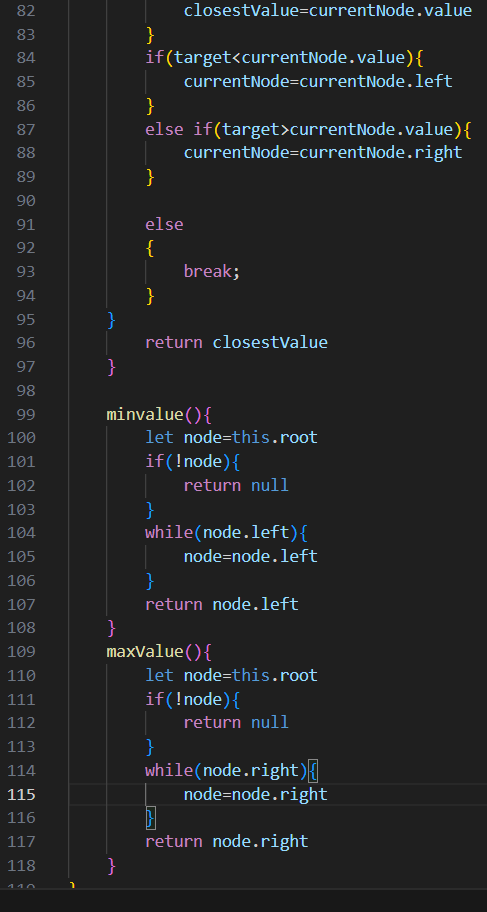 82 closestValue=currentNode.value
83 }
84 if(target<currentNode.value){
85 currentNode=currentNode.left
86 }
87 else if(target>currentNode.value){
88 currentNode=currentNode.right
89 }
90
91 else
92 {
93 break;
94 }
95 }
96 return closestValue
97 }
98
99 minvalue(){
100 let node=this.root
101 if(!node){
102 return null
103 }
104 while(node.left){
105 node=node.left
106 }
107 return node.left
108 }
109 maxValue(){
110 let node=this.root
111 if(!node){
112 return null
113 }
114 while(node.right){
115 node=node.right
116 }
117 return node.right
118 }
119 }